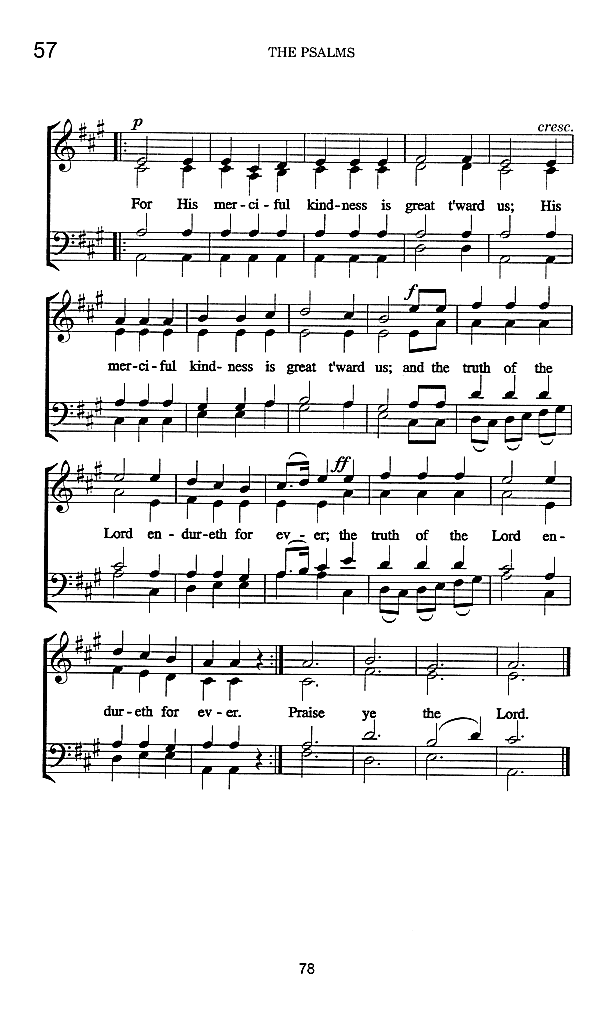 57
THE PSALMS
p
cresc.
For His mer-ci-ful kind-ness is great t'ward us; His
f
mer-ci-ful kind-ness is great t'ward us; and the truth of the
ff
Lord en-dur-eth for ev-er; the truth of the Lord en-
dur-eth for ev-er. Praise ye the Lord.
78